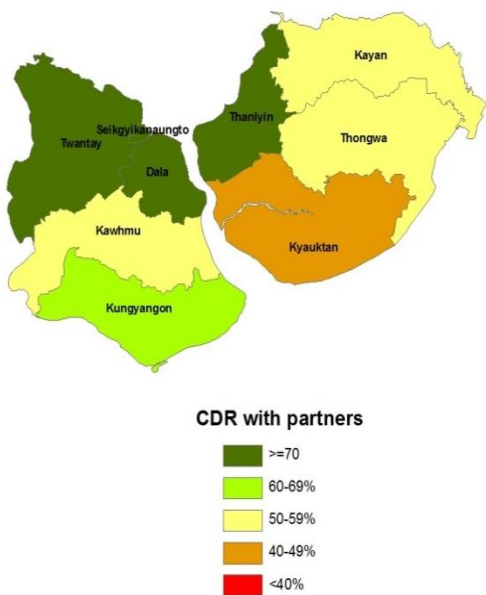 Kayan
Thanlyin
Thongwa
Seikgyikanaungto
Twantay
Dala
Kawhmu
Kyauktan
Kungyangon
CDR with partners
>=70
60-69%
50-59%
40-49%
<40%